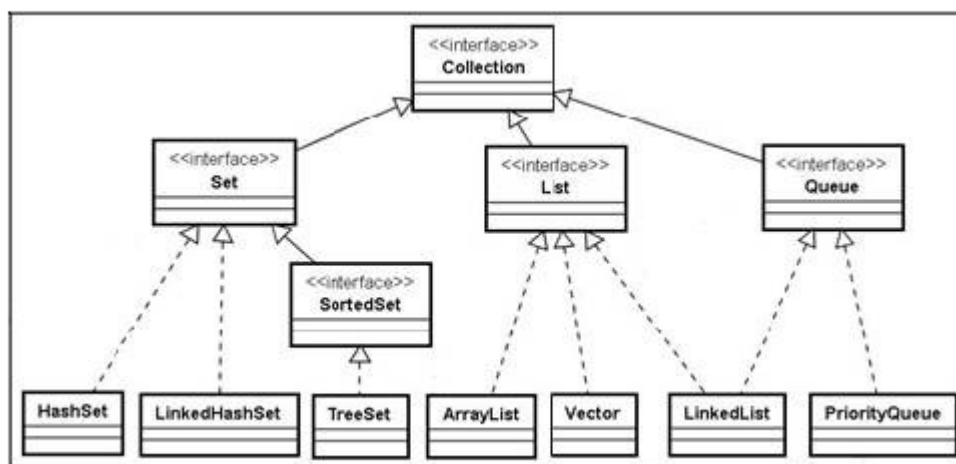 <<interface>>
Collection
<<interface>>
Set
<<interface>>
List
<<interface>>
Queue
<<interface>>
SortedSet
HashSet
LinkedHashSet
TreeSet
ArrayList
Vector
LinkedList
PriorityQueue